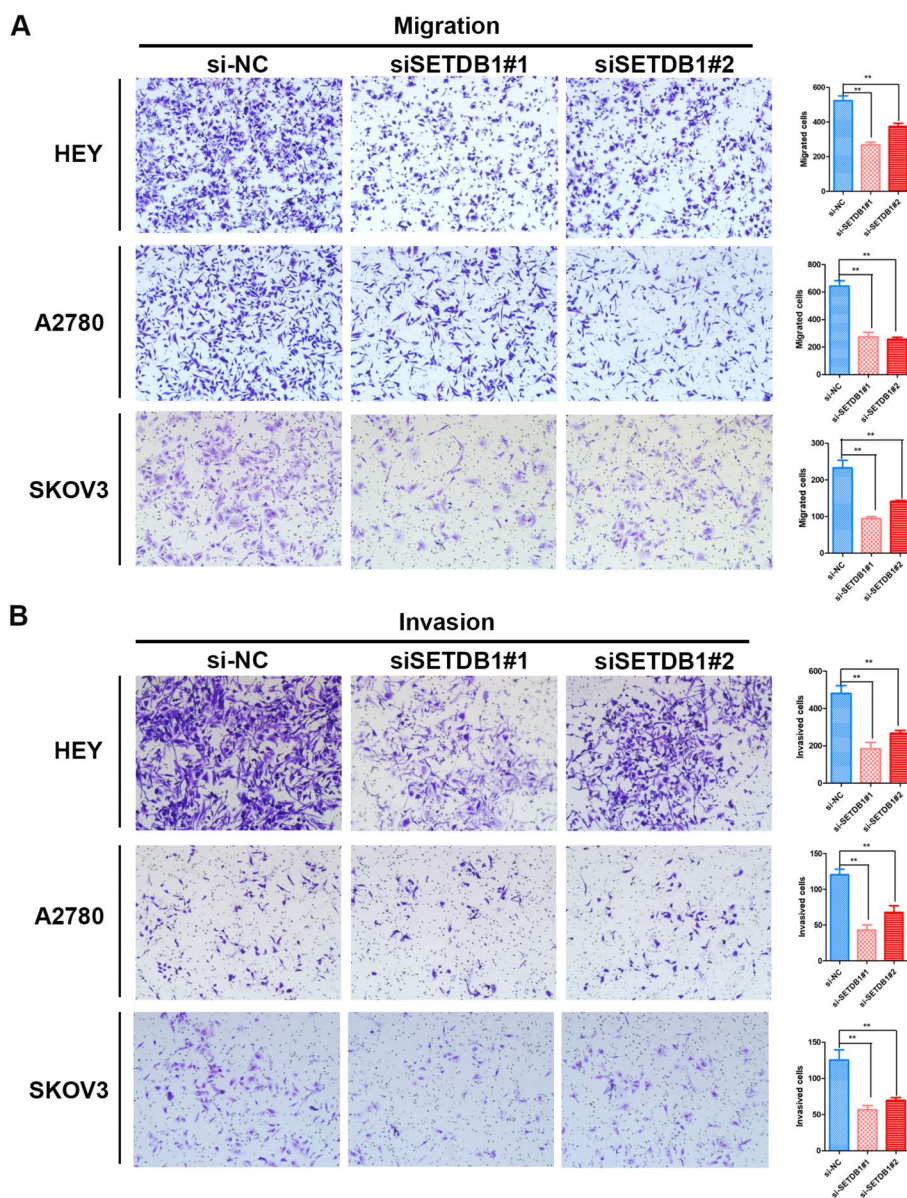 A
Migration
si-NC siSETDB1#1 siSETDB1#2
HEY
Migrated cells
600
400
200
0
**
**
si-NC
si-SETDB1#1
si-SETDB1#2
A2780
Migrated cells
800
600
400
200
0
**
**
si-NC
si-SETDB1#1
si-SETDB1#2
SKOV3
Migrated cells
300
200
100
0
**
**
si-NC
si-SETDB1#1
si-SETDB1#2
B
Invasion
si-NC siSETDB1#1 siSETDB1#2
HEY
Invasived cells
600
400
200
0
**
**
si-NC
si-SETDB1#1
si-SETDB1#2
A2780
Invasived cells
150
100
50
0
**
**
si-NC
si-SETDB1#1
si-SETDB1#2
SKOV3
Invasived cells
150
100
50
0
**
**
si-NC
si-SETDB1#1
si-SETDB1#2